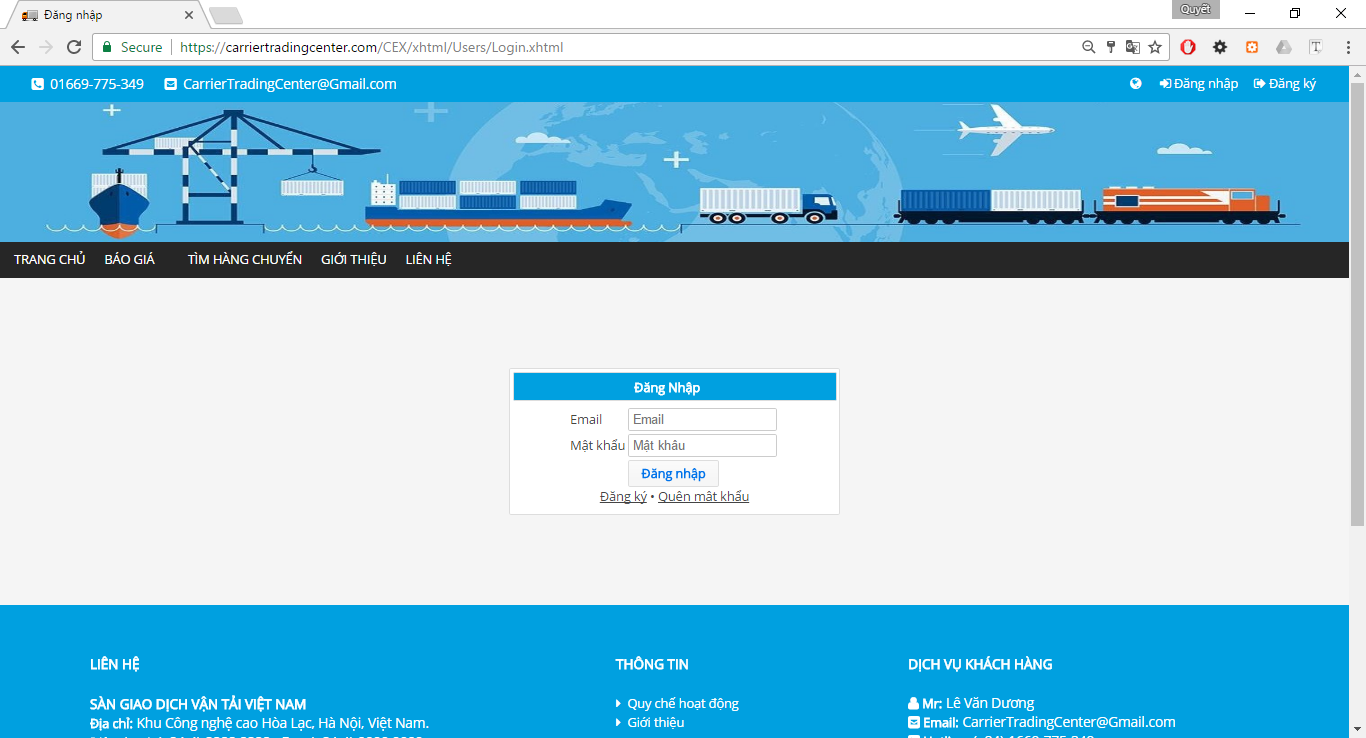 Đăng nhập
Quyết
Secure https://carriertradingcenter.com/CEX/xhtml/Users/Login.xhtml
01669-775-349 CarrierTradingCenter@Gmail.com Đăng nhập Đăng ký
TRANG CHỦ BÁO GIÁ TÌM HÀNG CHUYỂN GIỚI THIỆU LIÊN HỆ
Đăng Nhập
Email Email
Mật khẩu Mật khẩu
Đăng nhập
Đăng ký • Quên mật khẩu
LIÊN HỆ THÔNG TIN DỊCH VỤ KHÁCH HÀNG
SÀN GIAO DỊCH VẬN TẢI VIỆT NAM Quy chế hoạt động Mr: Lê Văn Dương
Địa chỉ: Khu Công nghệ cao Hòa Lạc, Hà Nội, Việt Nam. Giới thiệu Email: CarrierTradingCenter@Gmail.com